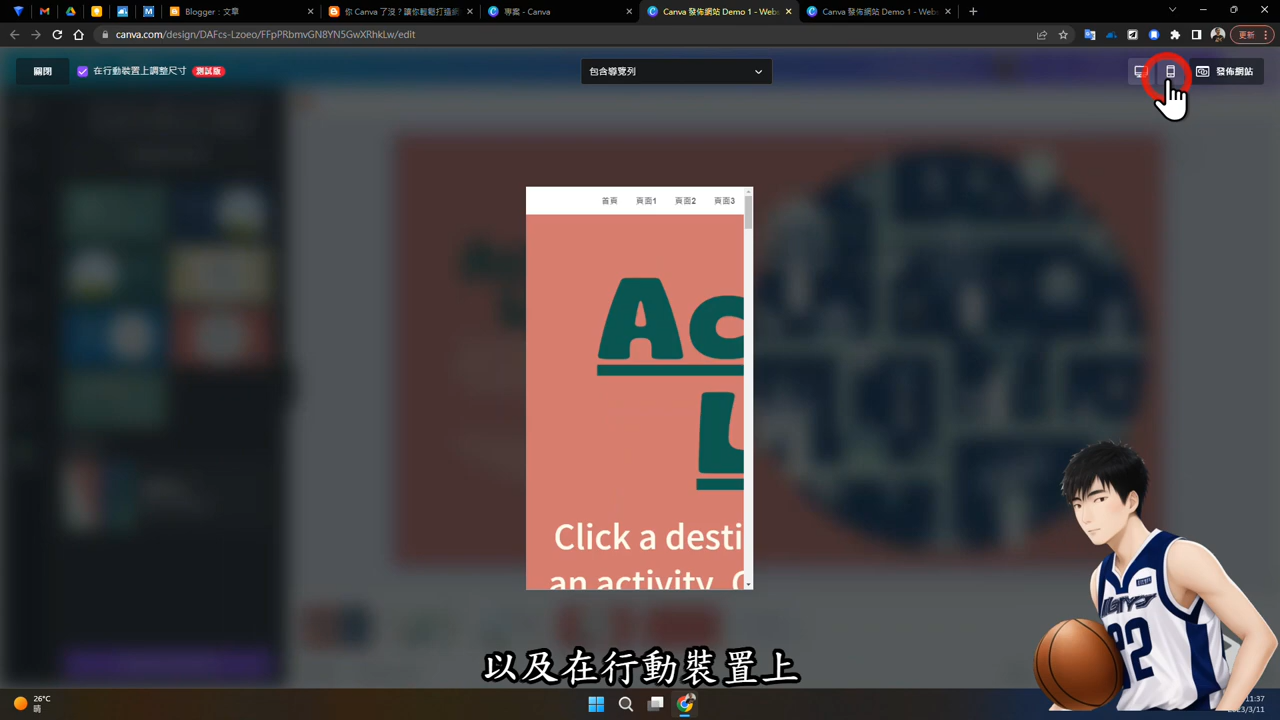 Blogger：文章
你 Canva 了沒？讓你輕鬆打造網
專案 - Canva
Canva 發佈網站 Demo 1 - Webs
Canva 發佈網站 Demo 1 - Web
canva.com/design/DAFcs-Lzoeo/FFpPRbmvGN8YN5GwXRhkLw/edit
更新
關閉
在行動裝置上調整尺寸 測試版
包含導覽列
發佈網站
首頁 頁面1 頁面2 頁面3
Ac
L
Click a desti
an activity. C
22
以及在行動裝置上
26°C
晴
11:37
2023/3/11